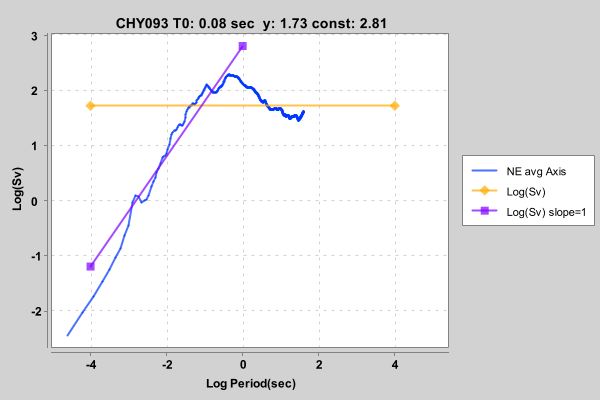 CHY093 T0: 0.08 sec  y: 1.73 const: 2.81
3
2
1
0
-1
-2
Log(Sv)
-4
-2
0
2
4
Log Period(sec)
NE avg Axis
Log(Sv)
Log(Sv) slope=1